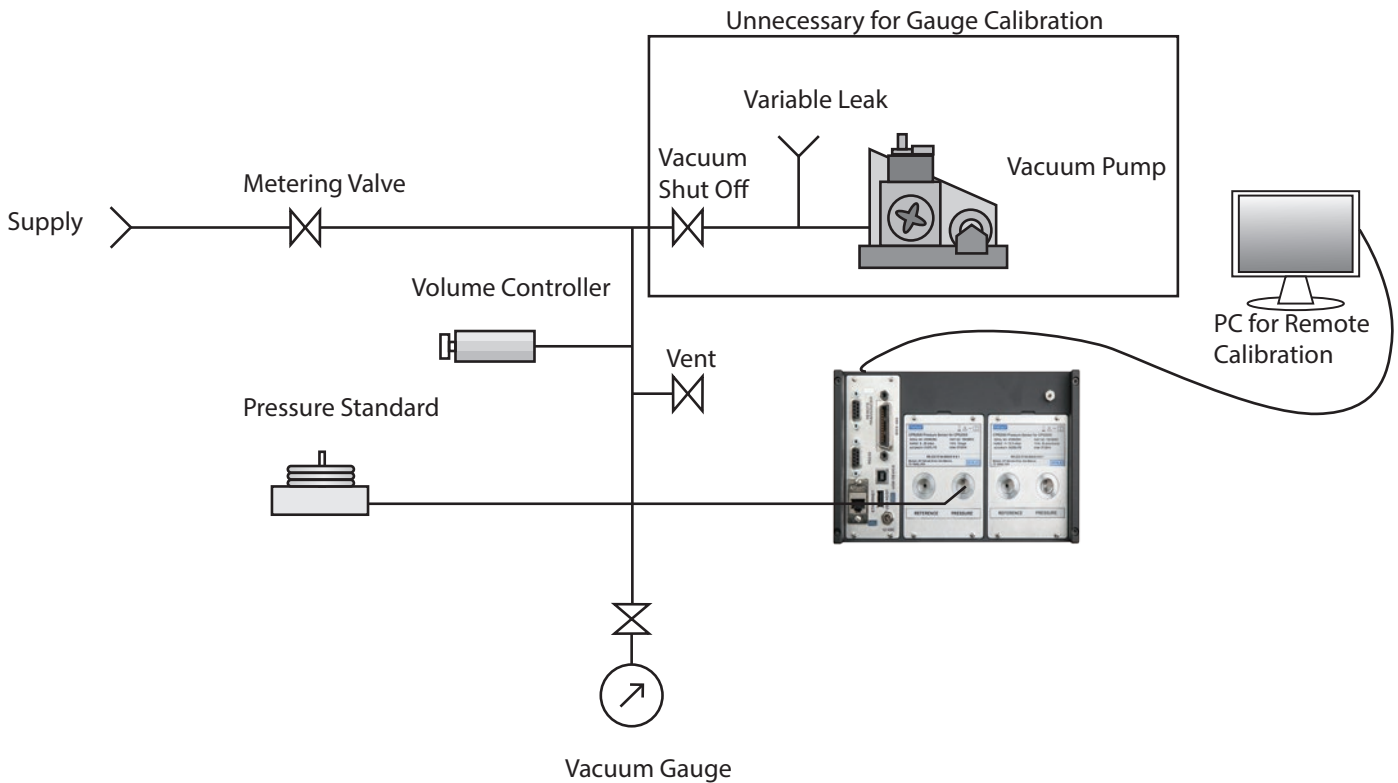 Unnecessary for Gauge Calibration
Variable Leak
Vacuum
Shut Off
Vacuum Pump
Metering Valve
Supply
Volume Controller
PC for Remote
Calibration
Vent
Pressure Standard
REFERENCE PRESSURE
REFERENCE PRESSURE
Vacuum Gauge